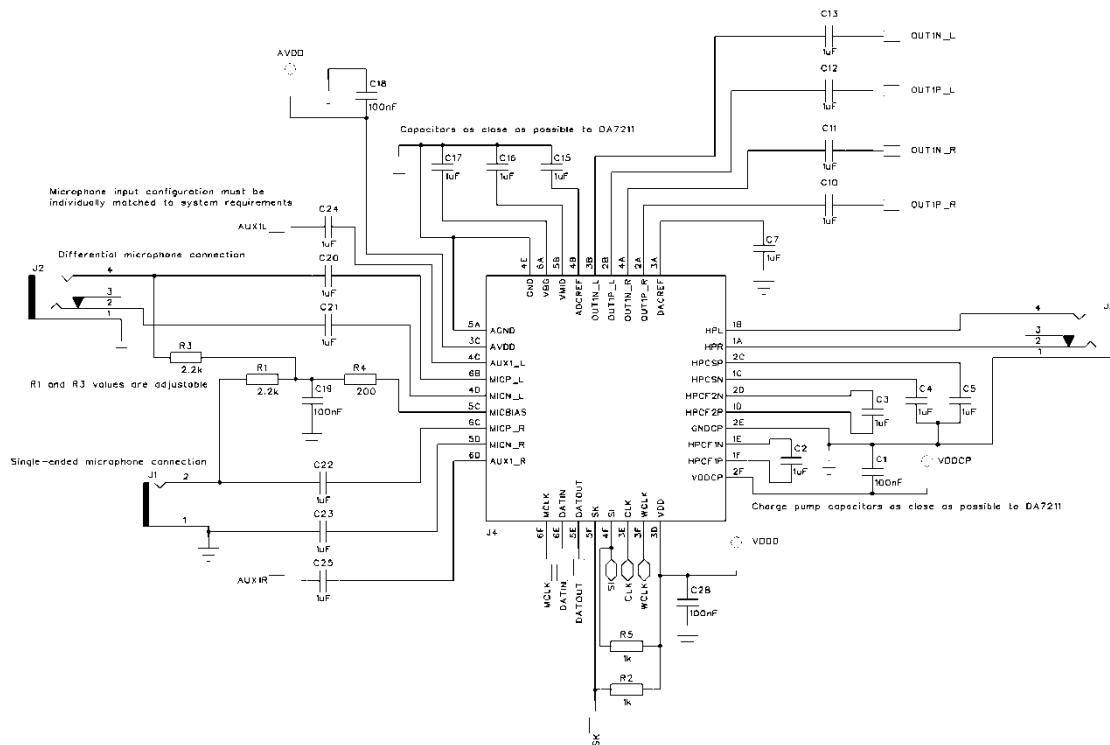 C13
1uF
OUT1N_L
AVDD
C18
100nF
C12
1uF
OUT1P_L
Capacitors as close as possible to DA7211
C11
1uF
OUT1N_R
C17
1uF
C16
1uF
C15
1uF
C10
1uF
OUT1P_R
Microphone input configuration must be
individually matched to system requirements
C24
1uF
AUX1L
C7
1uF
Differential microphone connection
J2
4
3
2
1
C20
1uF
C21
1uF
4E
6A
5B
4B
3B
2B
4A
2A
3A
GND
VBG
VMID
ADCREF
OUT1N_L
OUT1P_L
OUT1N_R
OUT1P_R
DACREF
5A
AGND
3C
AVDD
4C
AUX1_L
6B
MICP_L
4D
MICN_L
5C
MICBIAS
6C
MICP_R
5D
MICN_R
6D
AUX1_R
HPL
1B
HPR
1A
HPCSP
2C
HPCSN
1C
HPCF2N
2D
HPCF2P
1D
GNDCP
2E
HPCF1N
1E
HPCF1P
1F
VDDCP
2F
4
3
2
1
R3
2.2k
R1
2.2k
R4
200
C19
100nF
R1 and R3 values are adjustable
C3
1uF
C4
1uF
C5
1uF
C2
1uF
C1
100nF
VDDCP
Charge pump capacitors as close as possible to DA7211
Single-ended microphone connection
J1
2
1
C22
1uF
C23
1uF
C25
1uF
AUX1R
J4
MCLK
DATIN
DATOUT
SK
SI
CLK
WCLK
VDD
6F
6E
5E
5F
4F
3E
3F
3D
MCLK
DATIN
DATOUT
SI
CLK
WCLK
VDDD
C28
100nF
R5
1k
R2
1k
SK